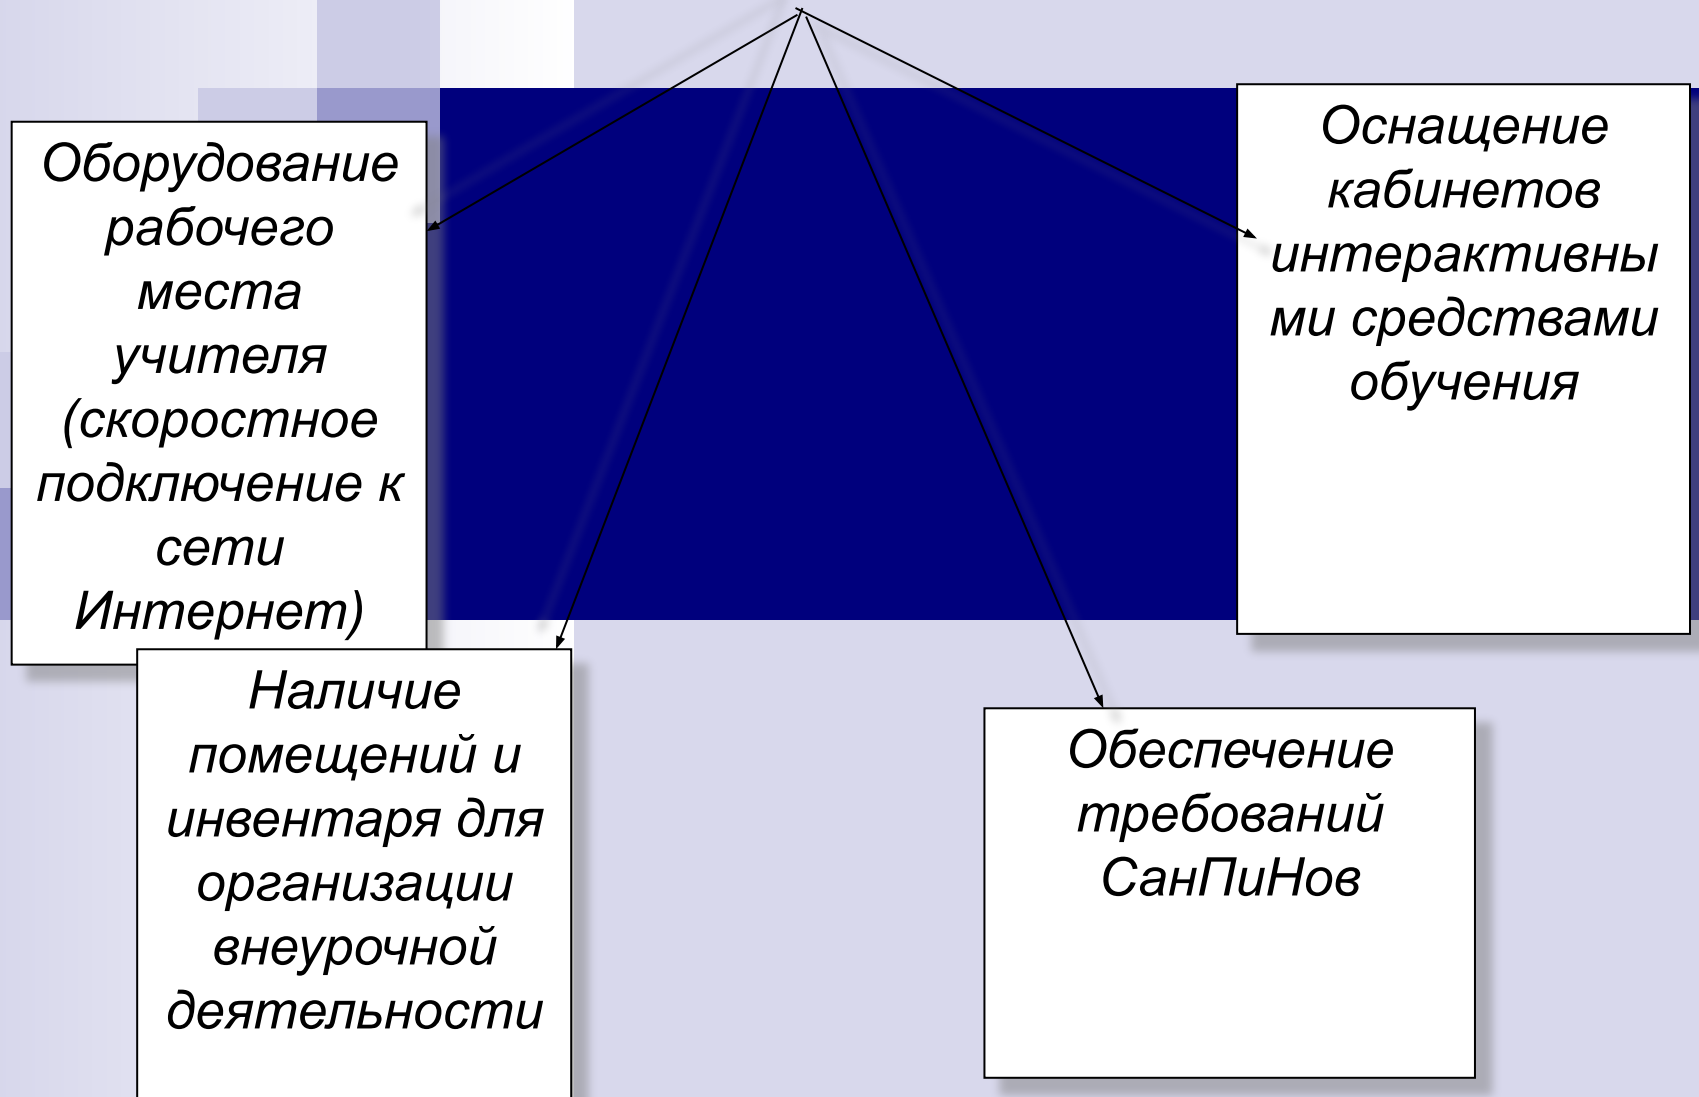 Оборудование
рабочего
места
учителя
(скоростное
подключение к
сети
Интернет)
Оснащение
кабинетов
интерактивны
ми средствами
обучения
Наличие
помещений и
инвентаря для
организации
внеурочной
деятельности
Обеспечение
требований
СанПиНов